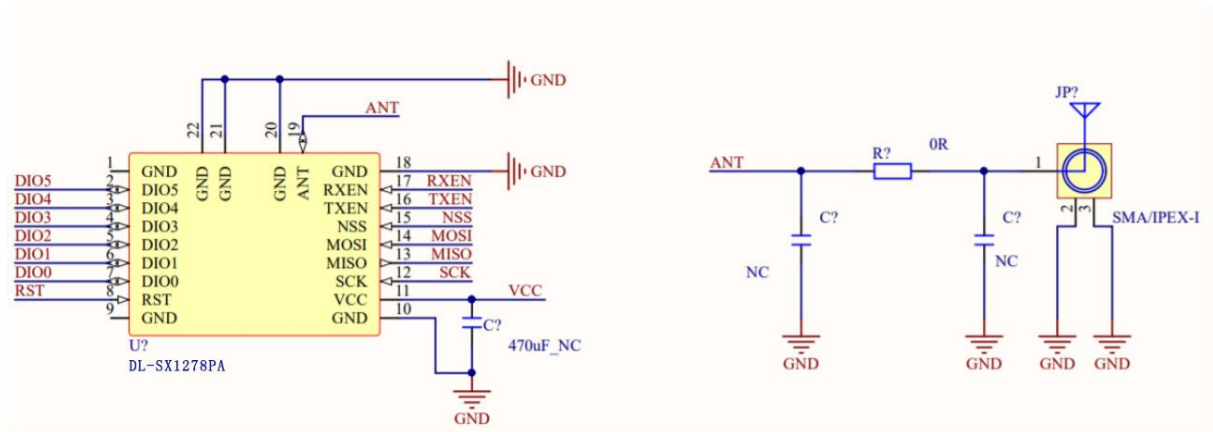 GND
ANT
22
21
20
19
GND
GND
GND
ANT
1
GND
GND
18
GND
DIO5
2
DIO5
RXEN
17
RXEN
DIO4
3
DIO4
TXEN
16
TXEN
DIO3
4
DIO3
NSS
15
NSS
DIO2
5
DIO2
MOSI
14
MOSI
DIO1
6
DIO1
MISO
13
MISO
DIO0
7
DIO0
SCK
12
SCK
RST
8
RST
VCC
11
VCC
9
GND
GND
10
U?
DL-SX1278PA
C?
470uF_NC
GND
JP?
ANT
R?
0R
1
2
3
SMA/IPEX-I
C?
NC
C?
NC
GND
GND
GND
GND